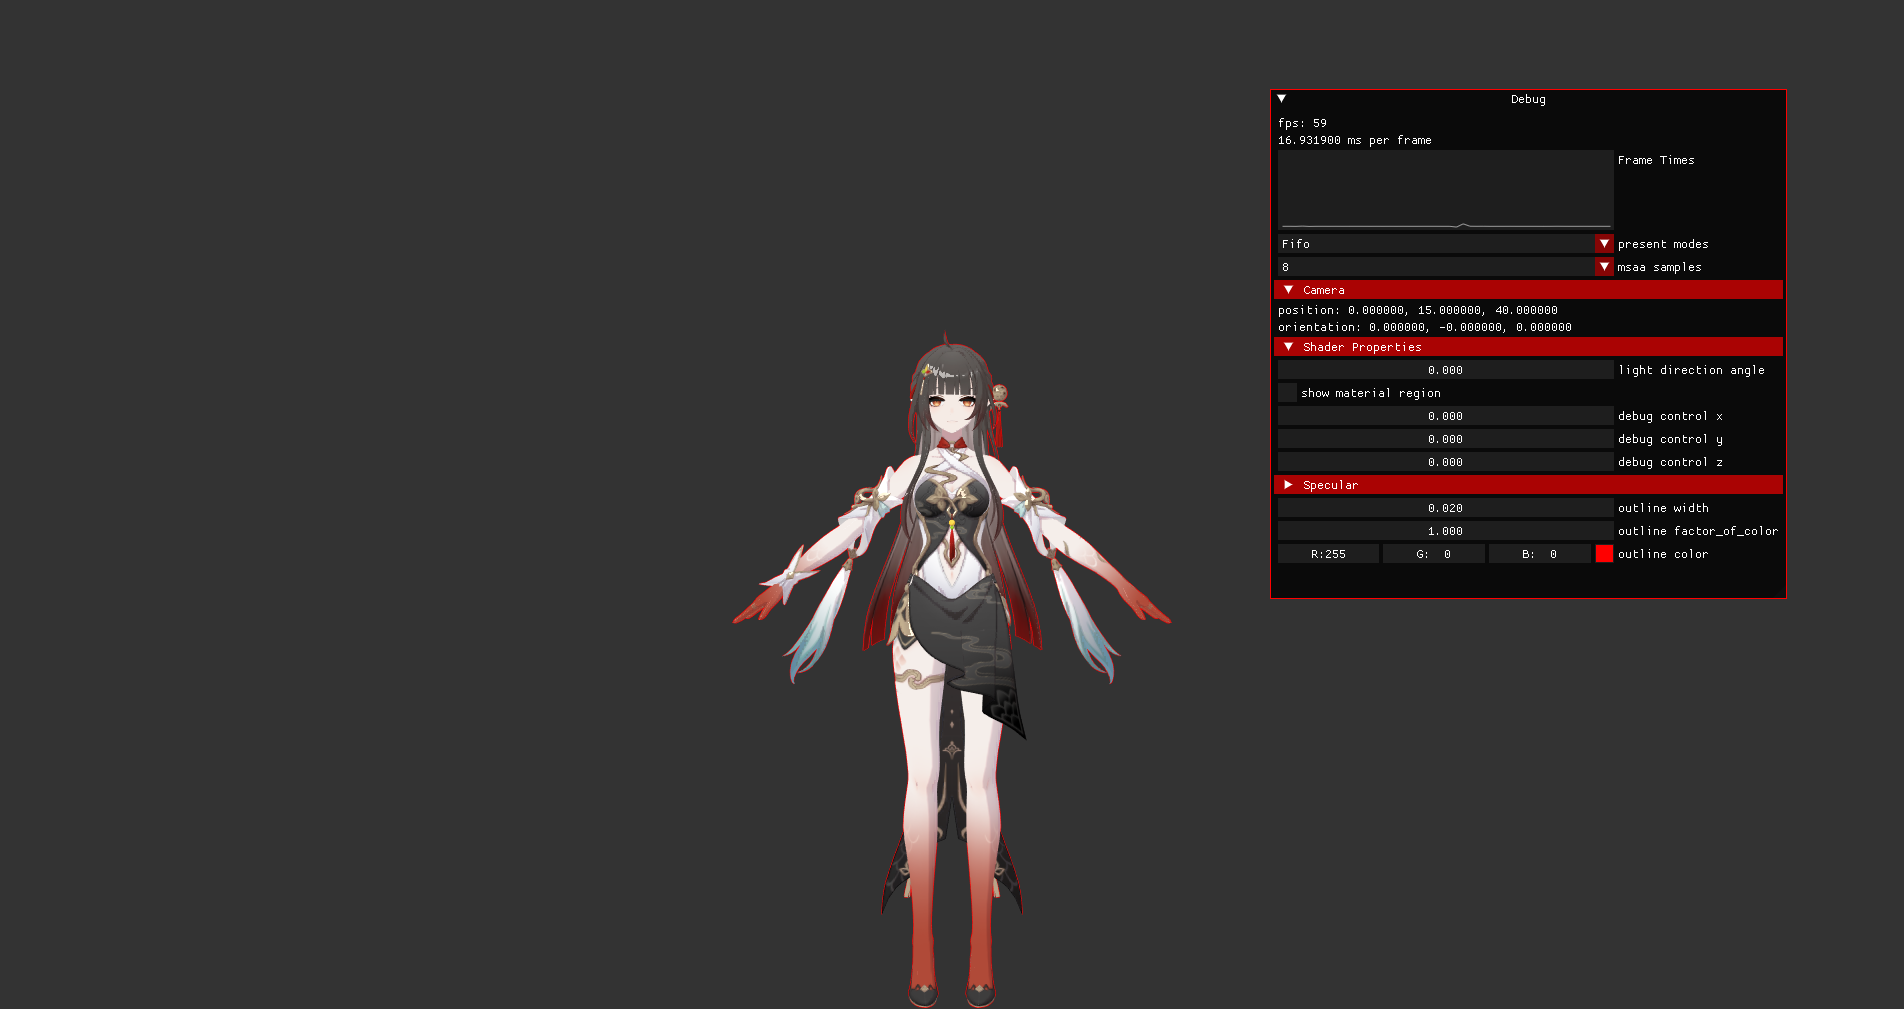 Debug
fps: 59
16.931900 ms per frame
Frame Times
Fifo present modes
8 msaa samples
Camera
position: 0.000000, 15.000000, 40.000000
orientation: 0.000000, -0.000000, 0.000000
Shader Properties
0.000 light direction angle
show material region
0.000 debug control x
0.000 debug control y
0.000 debug control z
Specular
0.020 outline width
1.000 outline factor_of_color
R:255 G: 0 B: 0 outline color